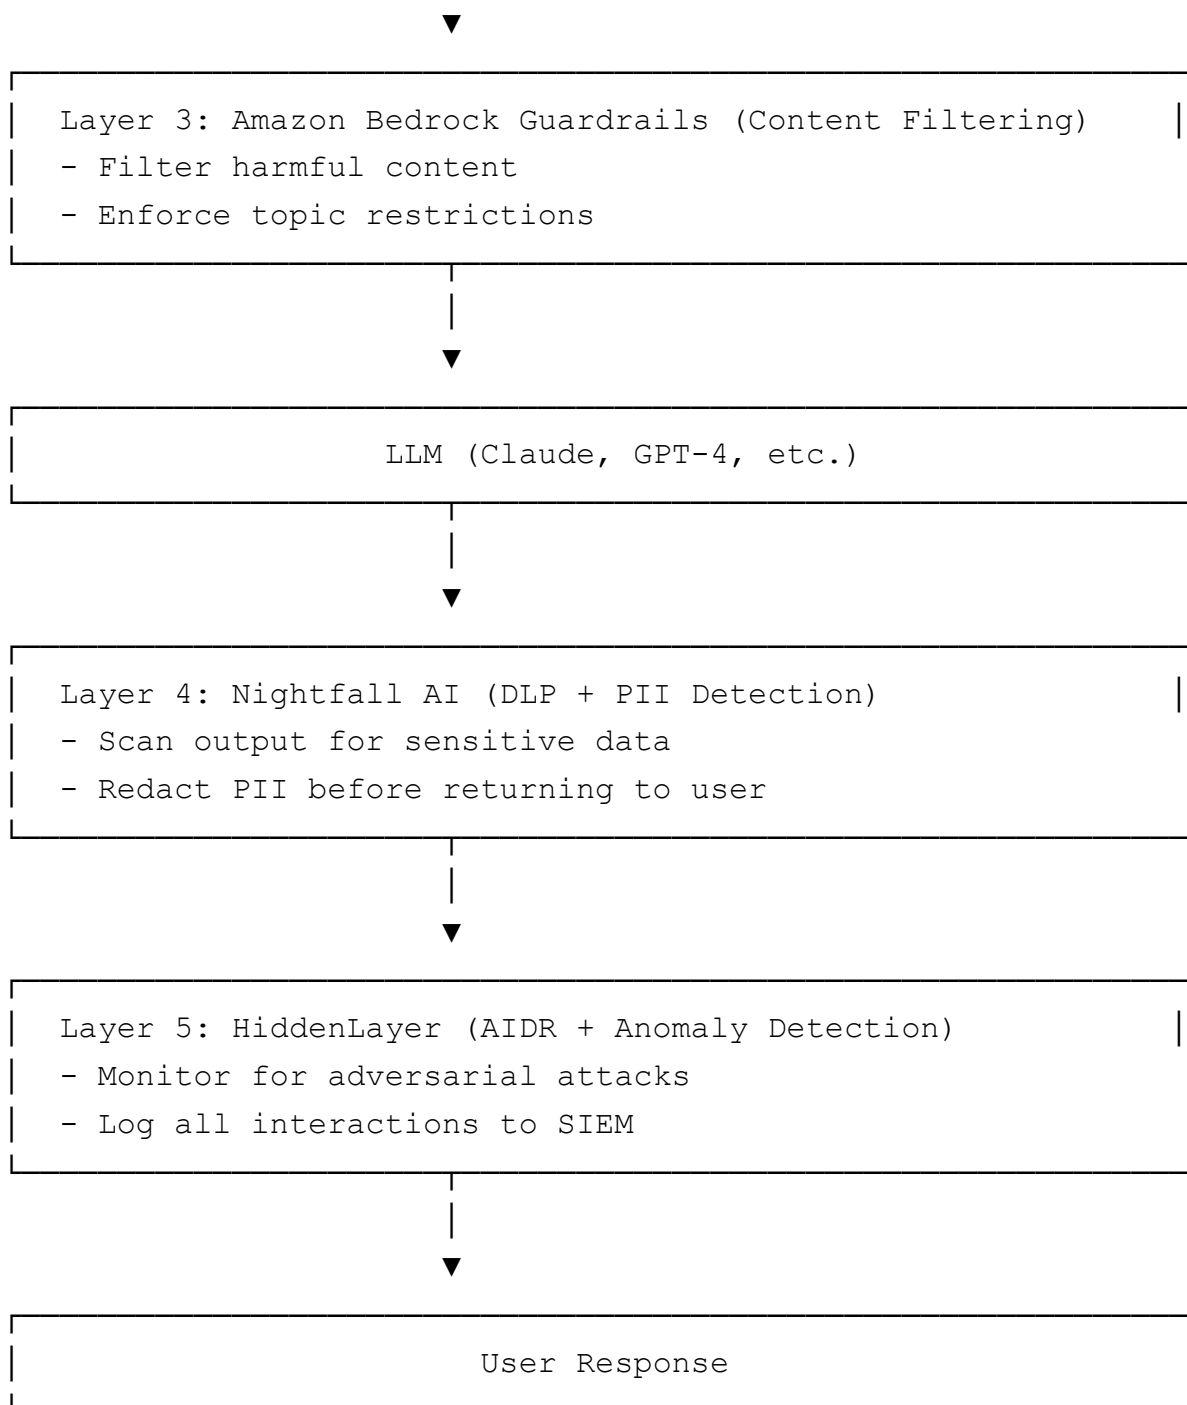 Layer 3: Amazon Bedrock Guardrails (Content Filtering)
- Filter harmful content
- Enforce topic restrictions
LLM (Claude, GPT-4, etc.)
Layer 4: Nightfall AI (DLP + PII Detection)
- Scan output for sensitive data
- Redact PII before returning to user
Layer 5: HiddenLayer (AIDR + Anomaly Detection)
- Monitor for adversarial attacks
- Log all interactions to SIEM
User Response